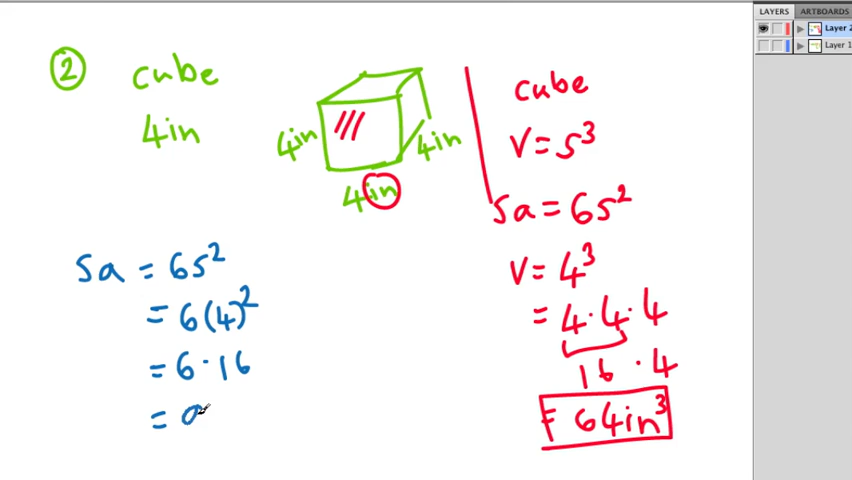 LAYERS ARTBOARDS
Layer 2
Layer 1
② cube
4in
4in
4in
4in
cube
V = s³
Sa = 6s²
V = 4³
= 4·4·4
16 · 4
= 64in³
Sa = 6s²
= 6(4)²
= 6·16
=